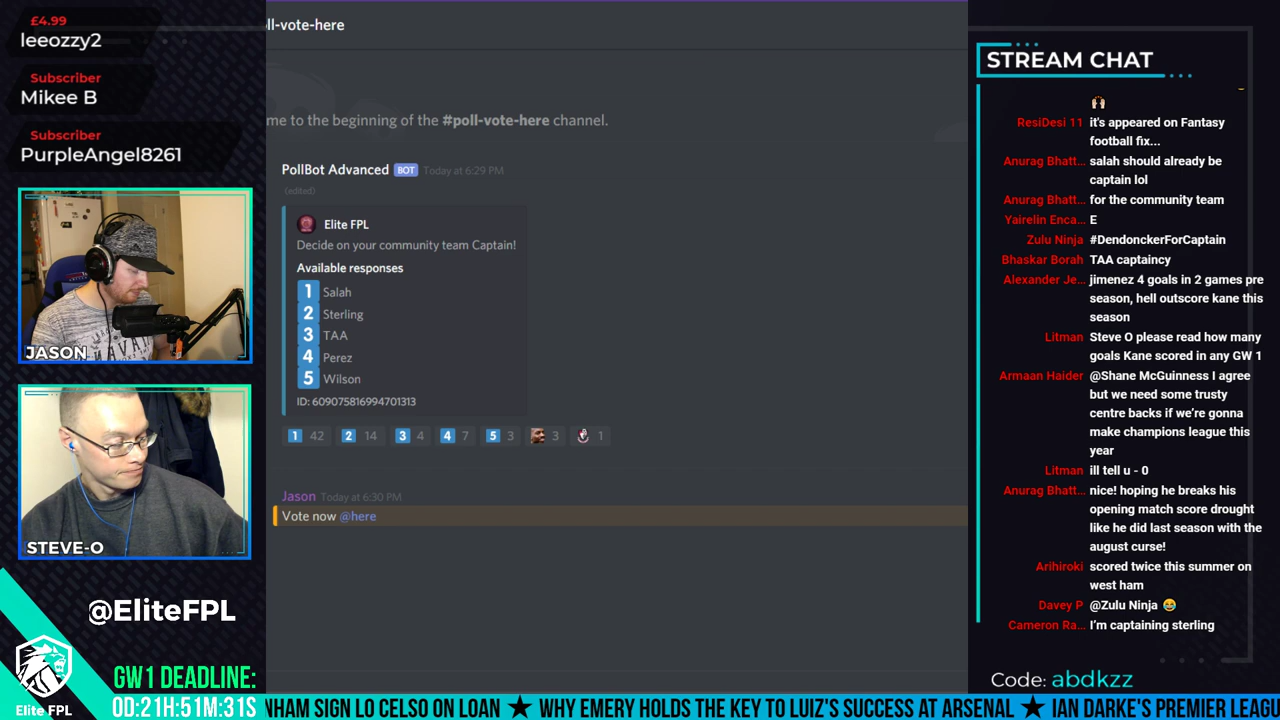 £4.99
leeozzy2
Subscriber
Mikee B
Subscriber
PurpleAngel8261
JASON
STEVE-O
@EliteFPL
GW1 DEADLINE:
0D:21H:51M:31S
Elite FPL
ll-vote-here
me to the beginning of the #poll-vote-here channel.
PollBot Advanced BOT Today at 6:29 PM
(edited)
Elite FPL
Decide on your community team Captain!
Available responses
1 Salah
2 Sterling
3 TAA
4 Perez
5 Wilson
ID: 609075816994701313
1 42 2 14 3 4 4 7 5 3 3 1
Jason Today at 6:30 PM
Vote now @here
STREAM CHAT
ResiDesi 11 it's appeared on Fantasy
football fix...
Anurag Bhatt... salah should already be
captain lol
Anurag Bhatt... for the community team
Yairelin Enca... E
Zulu Ninja #DendonckerForCaptain
Bhaskar Borah TAA captaincy
Alexander Je... jimenez 4 goals in 2 games pre
season, hell outscore kane this
season
Litman Steve O please read how many
goals Kane scored in any GW 1
Armaan Haider @Shane McGuinness I agree
but we need some trusty
centre backs if we're gonna
make champions league this
year
Litman ill tell u - 0
Anurag Bhatt... nice! hoping he breaks his
opening match score drought
like he did last season with the
august curse!
Arihiroki scored twice this summer on
west ham
Davey P @Zulu Ninja 😂
Cameron Ra... I'm captaining sterling
Code: abdkzz
NHAM SIGN LO CELSO ON LOAN ★ WHY EMERY HOLDS THE KEY TO LUIZ'S SUCCESS AT ARSENAL ★ IAN DARKE'S PREMIER LEAGU